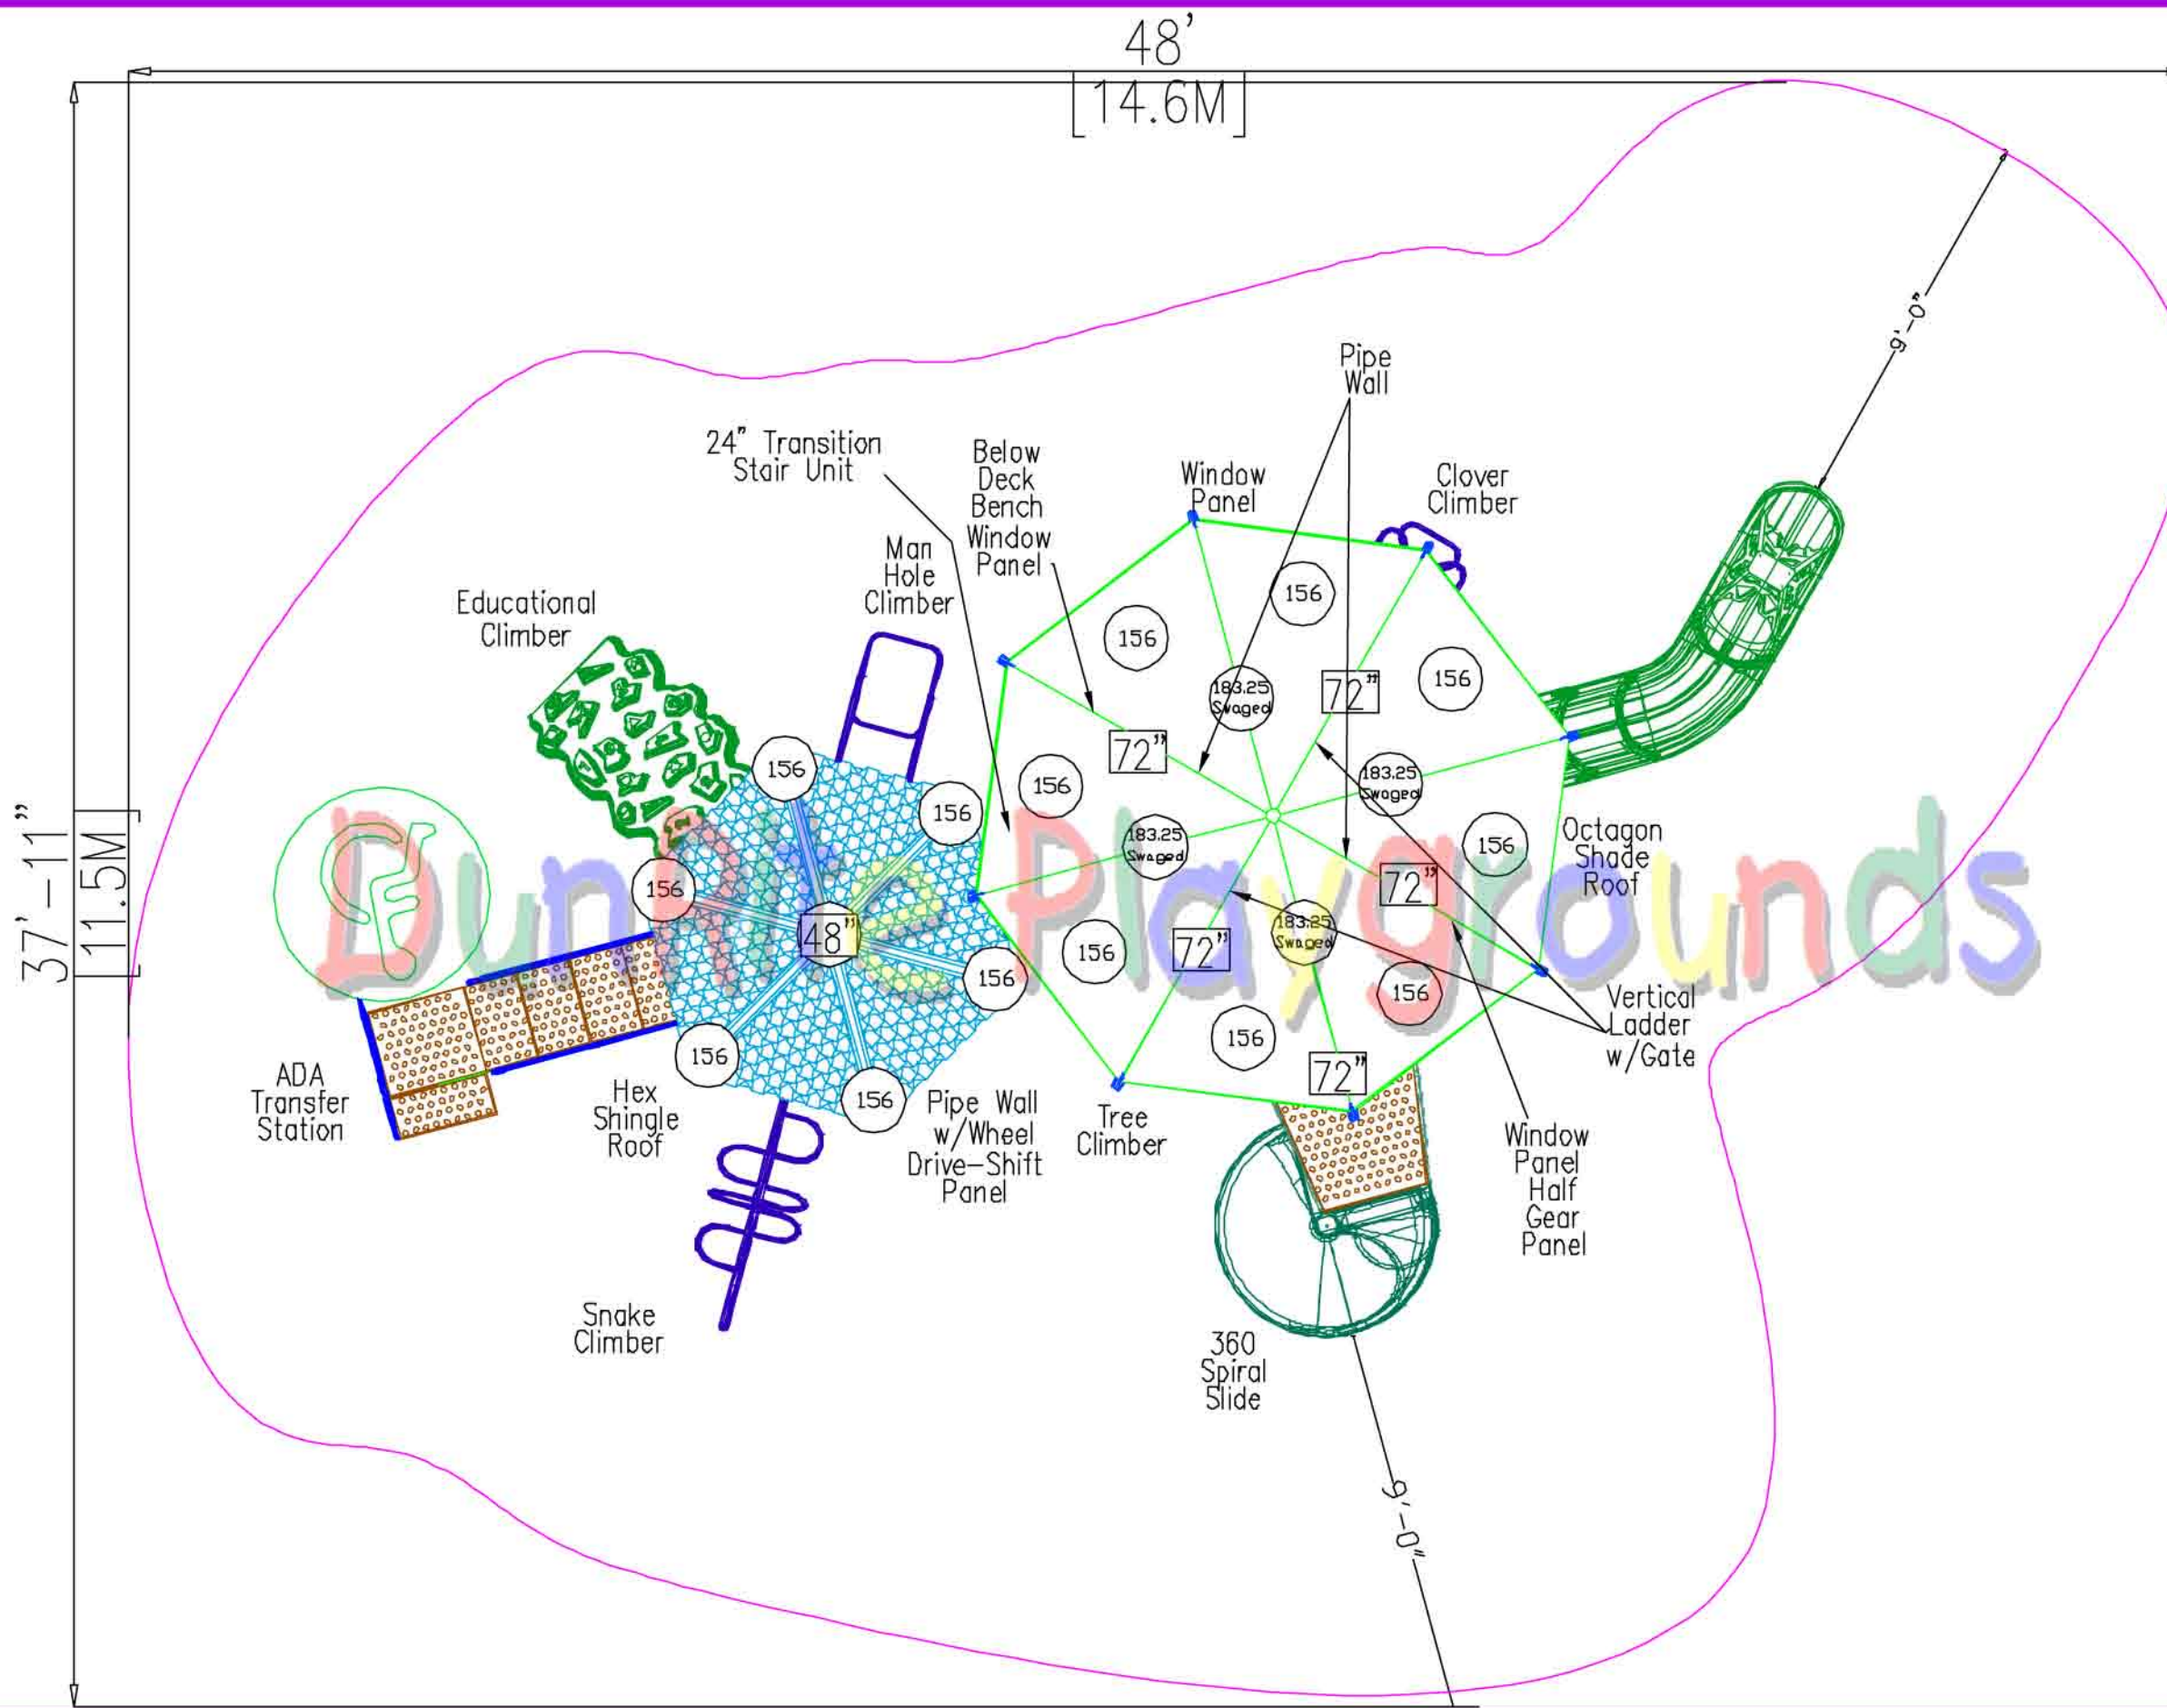 48'
[14.6M]
37'-11"
[11.5M]
9'-0"
Pipe
Wall
24" Transition
Stair Unit
Below
Deck
Bench
Window
Panel
Window
Panel
Clover
Climber
Man
Hole
Climber
Educational
Climber
156
156
156
183.25
Swaged
72"
72"
156
156
156
183.25
Swaged
183.25
Swaged
156
Octagon
Shade
Roof
156
72"
48"
183.25
Swaged
72"
156
156
156
Dunrite Playgrounds
Vertical
Ladder
w/Gate
156
156
72"
156
ADA
Transfer
Station
Hex
Shingle
Roof
Pipe Wall
w/Wheel
Drive-Shift
Panel
Tree
Climber
Window
Panel
Half
Gear
Panel
Snake
Climber
360
Spiral
Slide
9'-0"